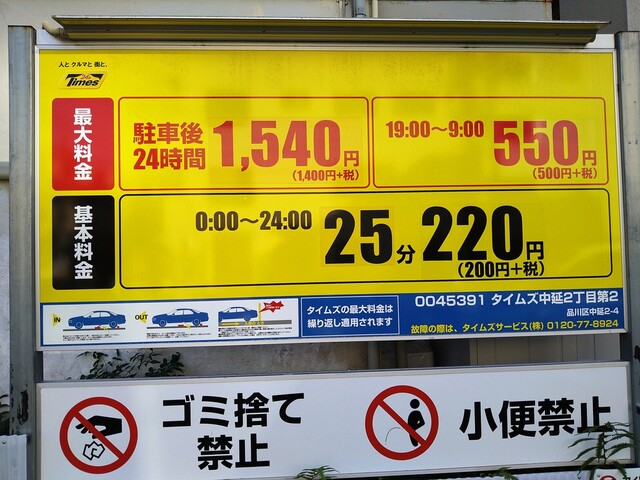 人と クルマと 街と、
Times
最大料金
駐車後
24時間
1,540円
(1,400円+税)
19:00〜9:00
550円
(500円+税)
基本料金
0:00〜24:00
25分
220円
(200円+税)
IN
OUT
タイムズの最大料金は
繰り返し適用されます
0045391 タイムズ中延2丁目第2
品川区中延2-4
故障の際は、タイムズサービス(株) 0120-77-8924
ゴミ捨て
禁止
小便禁止